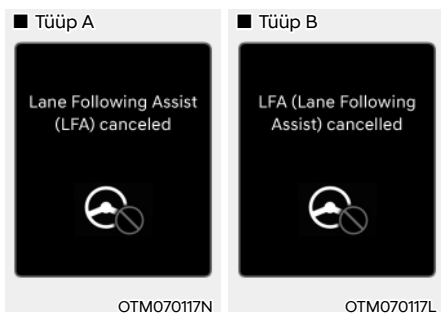 ■ Tüüp A
Lane Following Assist
(LFA) canceled
OTM070117N
■ Tüüp B
LFA (Lane Following
Assist) cancelled
OTM070117L